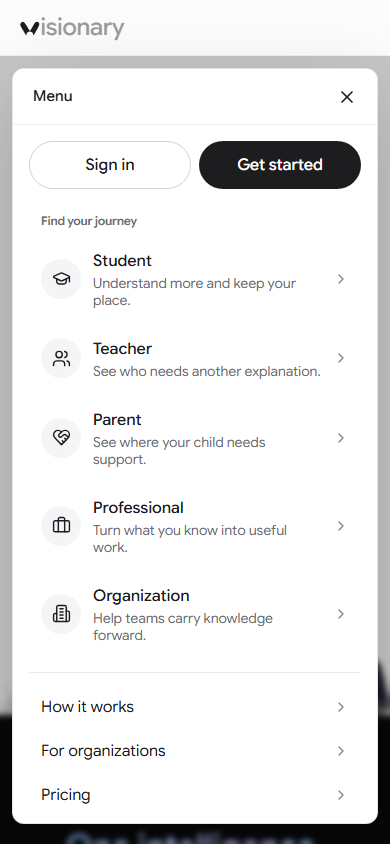 Visionary
Menu
Sign in
Get started
Find your journey
Student
Understand more and keep your
place.
Teacher
See who needs another explanation.
Parent
See where your child needs
support.
Professional
Turn what you know into useful
work.
Organization
Help teams carry knowledge
forward.
How it works
For organizations
Pricing